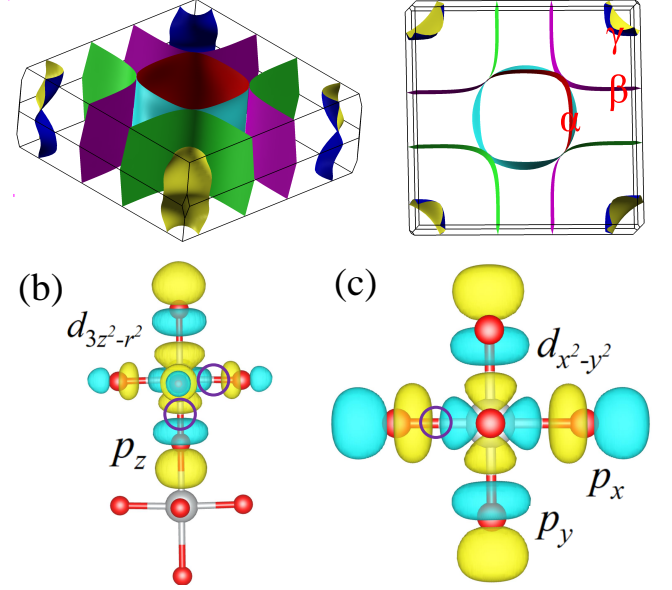 γ
β
α
(b)
(c)
d3z²-r²
dx²-y²
pz
px
py